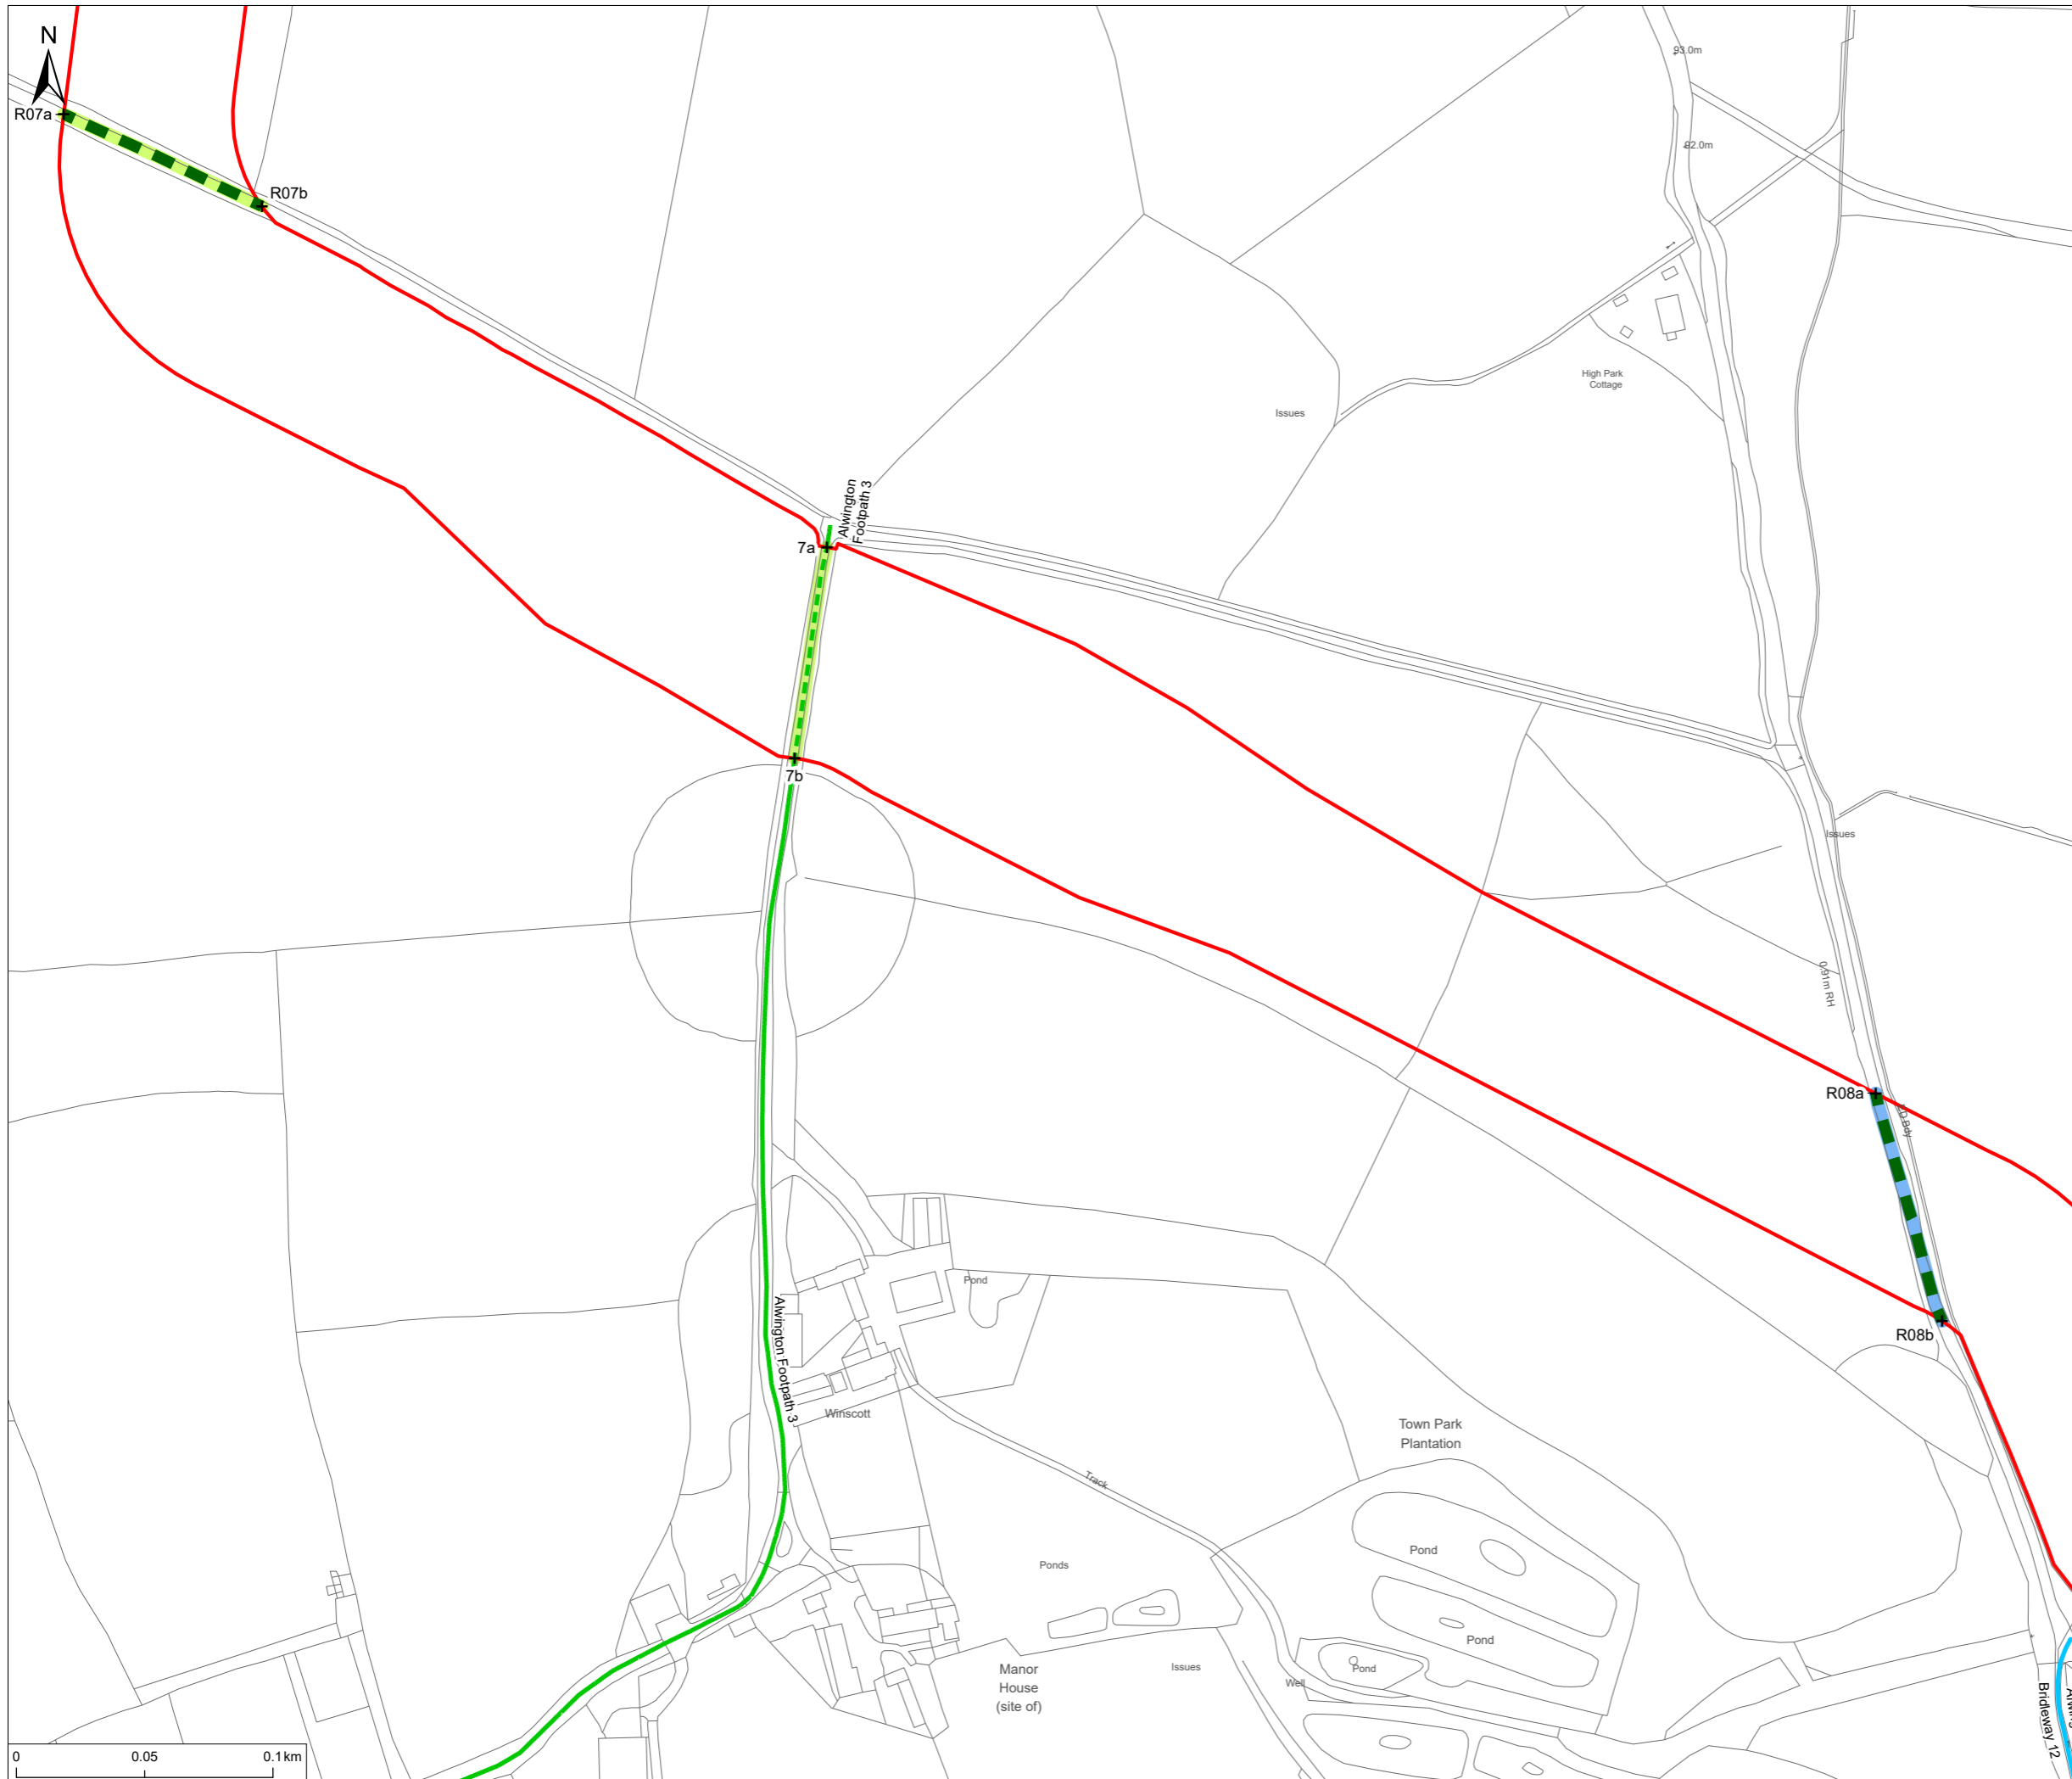 N
93.0m
R07a
92.0m
R07b
High Park
Cottage
Issues
Alwington
Footpath 3
7a
7b
Issues
0.91m RH
R08a
R08b
Pond
Alwington Footpath 3
Winscott
Town Park
Plantation
Track
Pond
Ponds
Pond
Manor
House
(site of)
Issues
Pond
Well
Bridleway 12
0
0.05
0.1 km